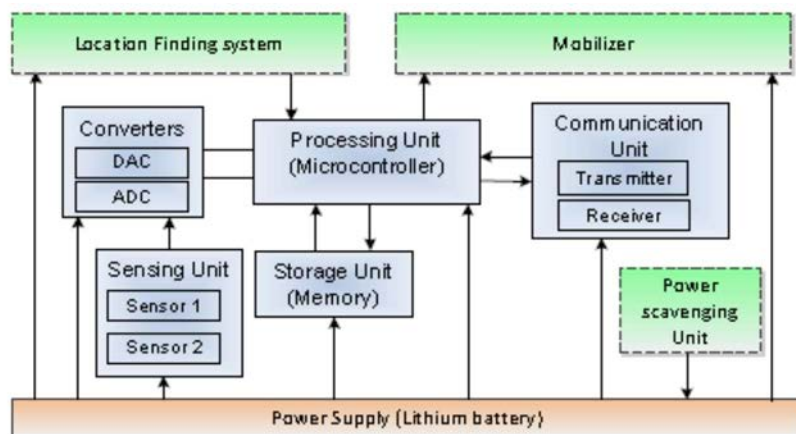 Location Finding system
Mobilizer
Converters
DAC
ADC
Processing Unit
(Microcontroller)
Communication
Unit
Transmitter
Receiver
Sensing Unit
Sensor 1
Sensor 2
Storage Unit
(Memory)
Power
scavenging
Unit
Power Supply (Lithium battery)